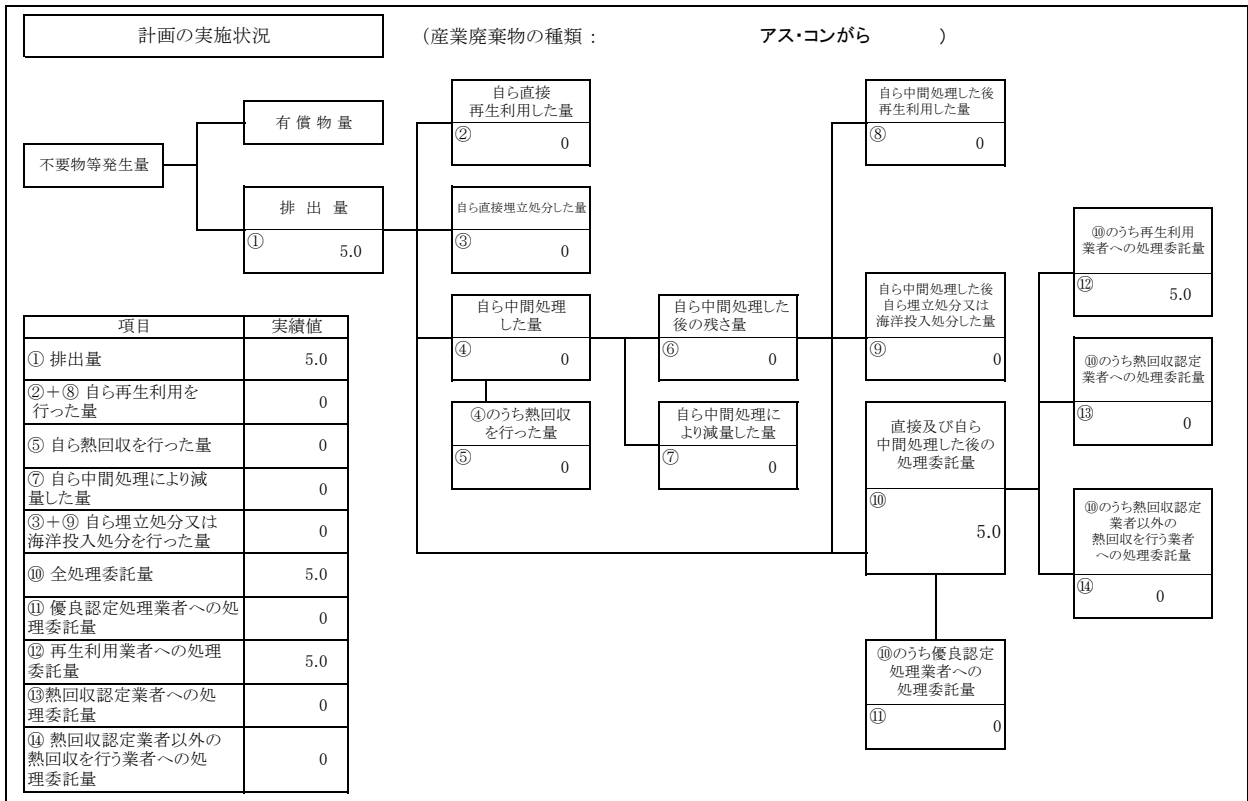 計画の実施状況
（産業廃棄物の種類： アス・コンがら ）
不要物等発生量
有 償 物 量
排 出 量
① 5.0
自ら直接
再生利用した量
② 0
自ら直接埋立処分した量
③ 0
自ら中間処理
した量
④ 0
④のうち熱回収
を行った量
⑤ 0
自ら中間処理した
後の残さ量
⑥ 0
自ら中間処理に
より減量した量
⑦ 0
自ら中間処理した後
再生利用した量
⑧ 0
自ら中間処理した後
自ら埋立処分又は
海洋投入処分した量
⑨ 0
直接及び自ら
中間処理した後の
処理委託量
⑩ 5.0
⑩のうち優良認定
処理業者への
処理委託量
⑪ 0
⑩のうち再生利用
業者への処理委託量
⑫ 5.0
⑩のうち熱回収認定
業者への処理委託量
⑬ 0
⑩のうち熱回収認定
業者以外の
熱回収を行う業者
への処理委託量
⑭ 0
項目 実績値
① 排出量 5.0
②＋⑧ 自ら再生利用を
行った量 0
⑤ 自ら熱回収を行った量 0
⑦ 自ら中間処理により減
量した量 0
③＋⑨ 自ら埋立処分又は
海洋投入処分を行った量 0
⑩ 全処理委託量 5.0
⑪ 優良認定処理業者への処
理委託量 0
⑫ 再生利用業者への処理
委託量 5.0
⑬熱回収認定業者への処
理委託量 0
⑭ 熱回収認定業者以外の
熱回収を行う業者への処
理委託量 0